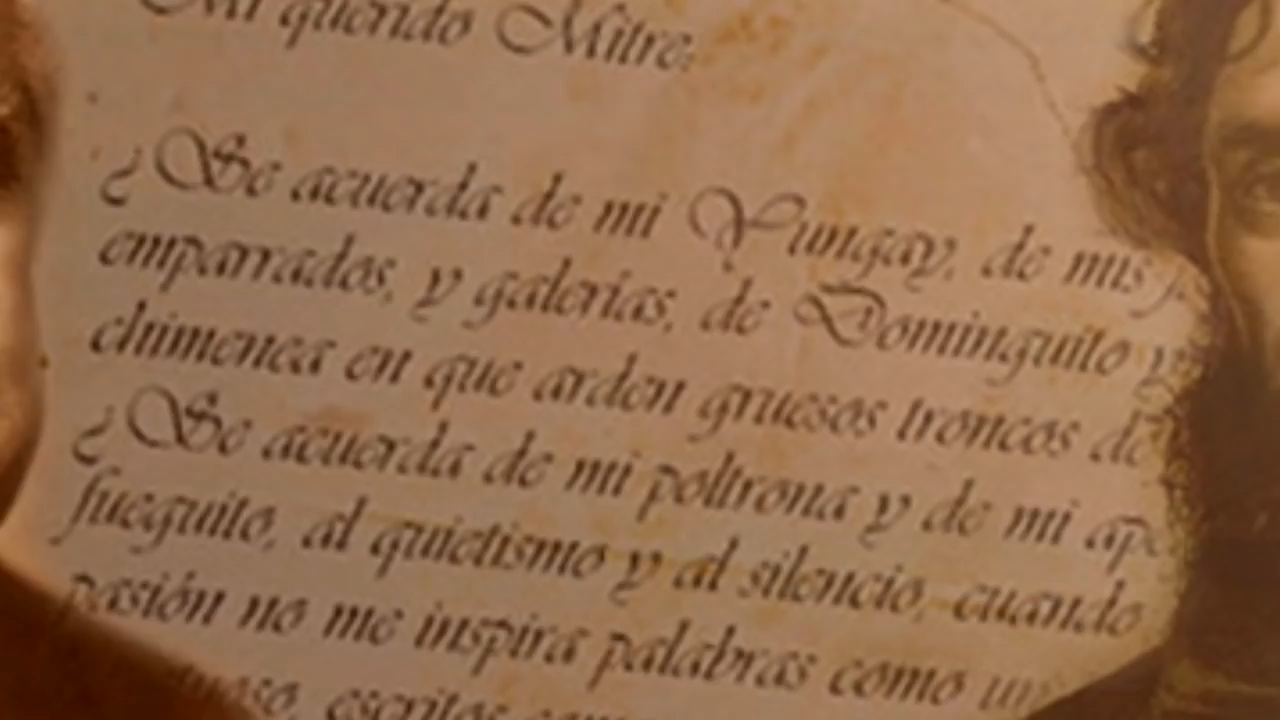 Mi querido Mitre:
¿Se acuerda de mi Yungay, de mis
emparrados, y galerías, de Dominguito y
chimenea en que arden gruesos troncos de
¿Se acuerda de mi poltrona y de mi
fueguito, al quietismo y al silencio, cuando
pasión no me inspira palabras como un
escritos